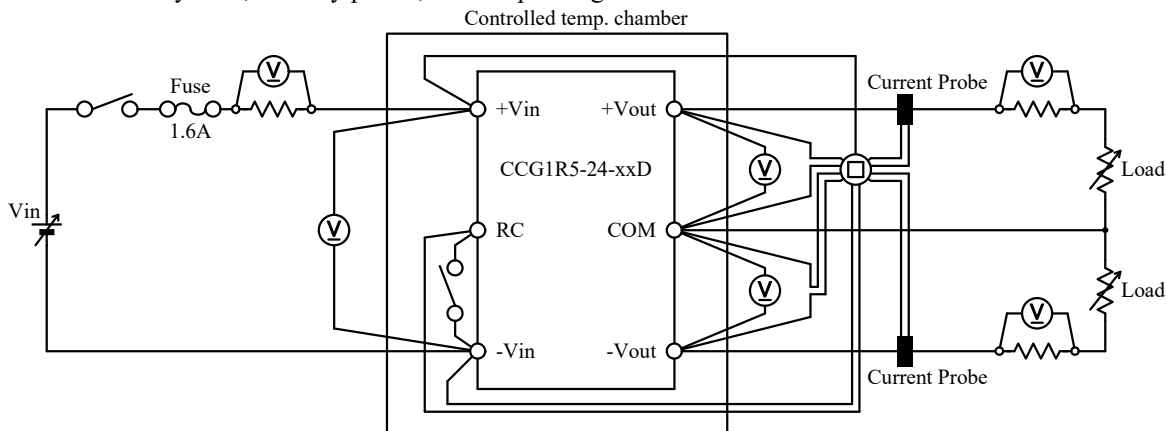 Controlled temp. chamber
Fuse
1.6A
V
+Vin
+Vout
Current Probe
V
CCG1R5-24-xxD
V
Load
Vin
V
RC
COM
V
Load
-Vin
-Vout
V
Current Probe